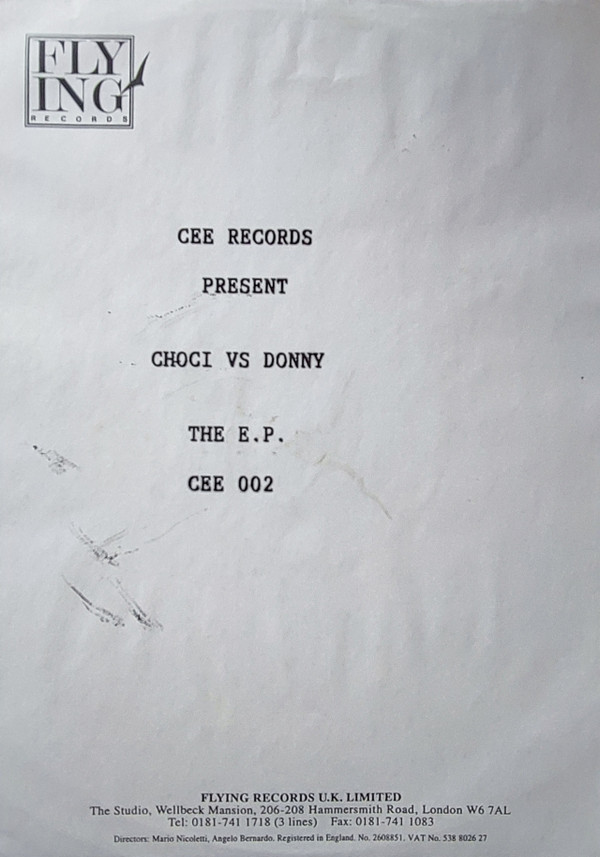 FLY
ING
RECORDS
CEE RECORDS
PRESENT
CHOCI VS DONNY
THE E.P.
CEE 002
FLYING RECORDS U.K. LIMITED
The Studio, Wellbeck Mansion, 206-208 Hammersmith Road, London W6 7AL
Tel: 0181-741 1718 (3 lines) Fax: 0181-741 1083
Directors: Mario Nicoletti, Angelo Bernardo. Registered in England. No. 2608851. VAT No. 538 8026 27